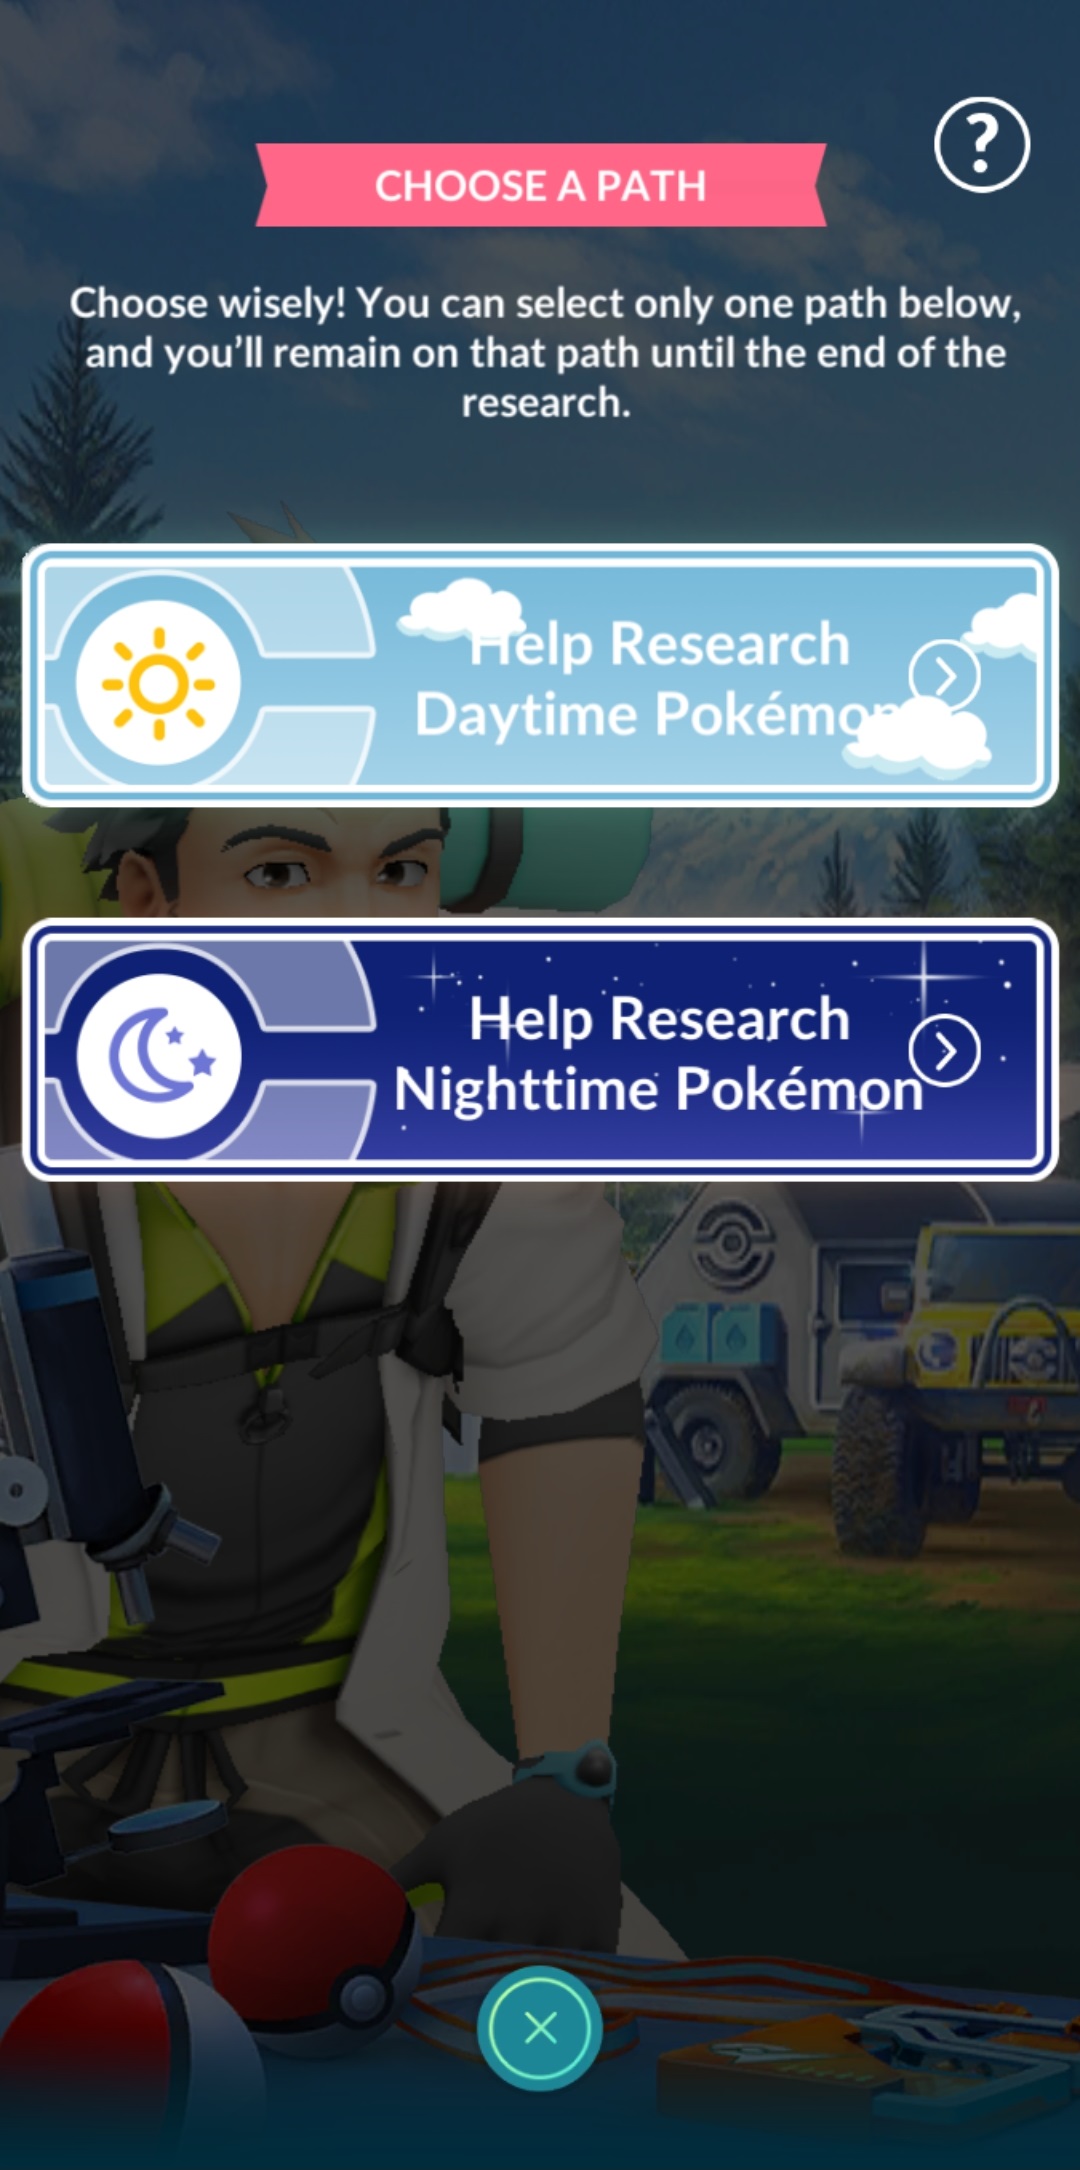 ?
CHOOSE A PATH
Choose wisely! You can select only one path below,
and you’ll remain on that path until the end of the
research.
Help Research
Daytime Pokémon
Help Research
Nighttime Pokémon